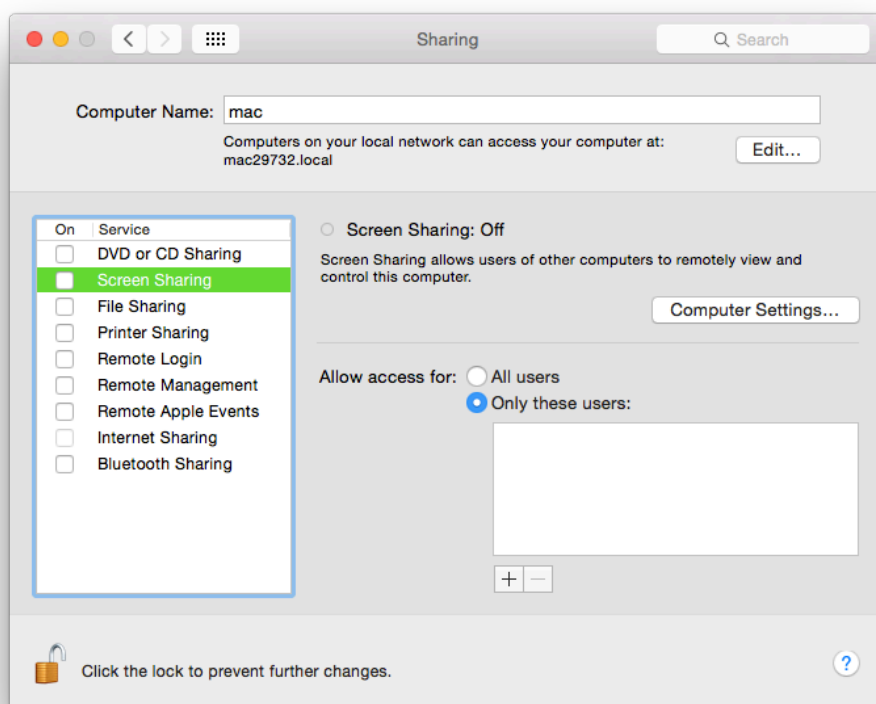 Sharing
Search
Computer Name: mac
Computers on your local network can access your computer at:
mac29732.local
Edit...
On Service
DVD or CD Sharing
Screen Sharing
File Sharing
Printer Sharing
Remote Login
Remote Management
Remote Apple Events
Internet Sharing
Bluetooth Sharing
Screen Sharing: Off
Screen Sharing allows users of other computers to remotely view and
control this computer.
Computer Settings...
Allow access for: All users
Only these users:
+ −
Click the lock to prevent further changes.
?